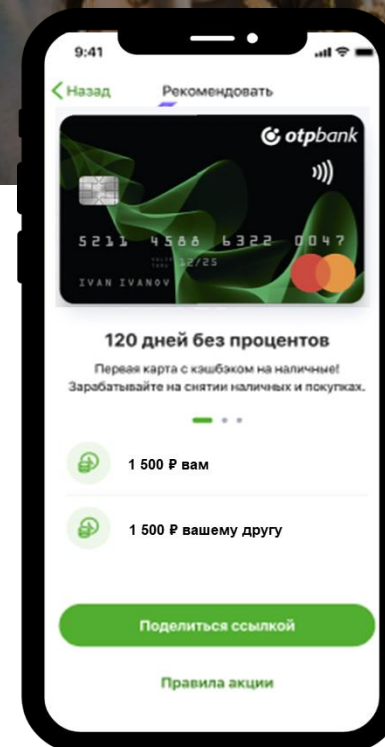 9:41
Назад
Рекомендовать
otpbank
5211 4588 6322 0047
VALID THRU 12/25
IVAN IVANOV
120 дней без процентов
Первая карта с кэшбэком на наличные!
Зарабатывайте на снятии наличных и покупках.
1 500 ₽ вам
1 500 ₽ вашему другу
Поделиться ссылкой
Правила акции